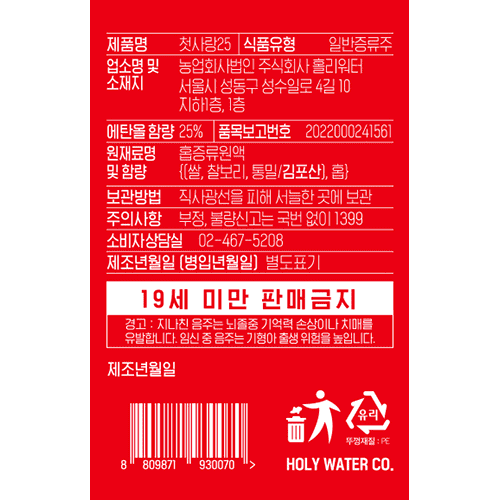 제품명 첫사랑25 식품유형 일반증류주
업소명 및 농업회사법인 주식회사 홀리워터
소재지 서울시 성동구 성수일로 4길 10
지하1층, 1층
에탄올 함량 25% 품목보고번호 2022000241561
원재료명 홉증류원액
및 함량 {(쌀, 찰보리, 통밀/김포산), 홉}
보관방법 직사광선을 피해 서늘한 곳에 보관
주의사항 부정, 불량신고는 국번 없이 1399
소비자상담실 02-467-5208
제조년월일 (병입년월일) 별도표기
19세 미만 판매금지
경고 : 지나친 음주는 뇌졸중 기억력 손상이나 치매를
유발합니다. 임신 중 음주는 기형아 출생 위험을 높입니다.
제조년월일
유리
뚜껑재질 : PE
8 809871 930070 >
HOLY WATER CO.